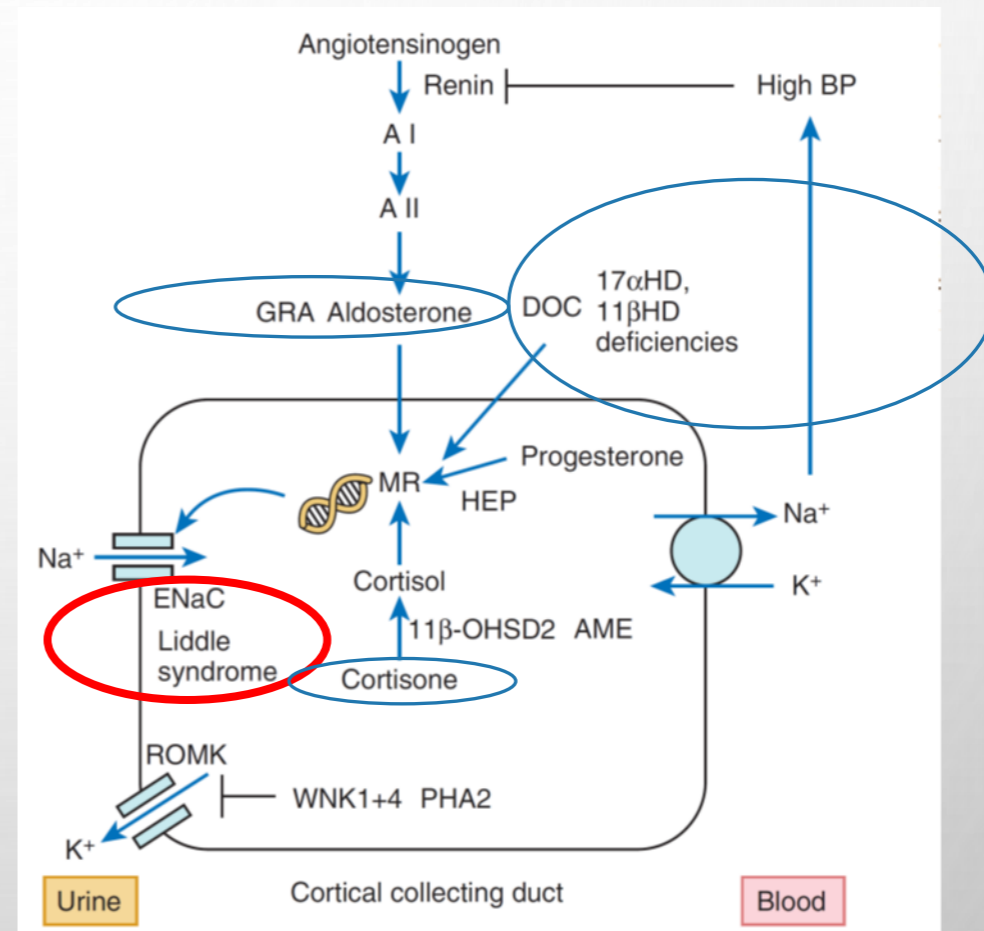 Angiotensinogen
Renin
High BP
A I
A II
GRA Aldosterone
DOC
17αHD,
11βHD
deficiencies
Progesterone
MR
HEP
Na⁺
Na⁺
K⁺
Cortisol
ENaC
11β-OHSD2 AME
Liddle
syndrome
Cortisone
ROMK
WNK1+4 PHA2
K⁺
Cortical collecting duct
Urine
Blood